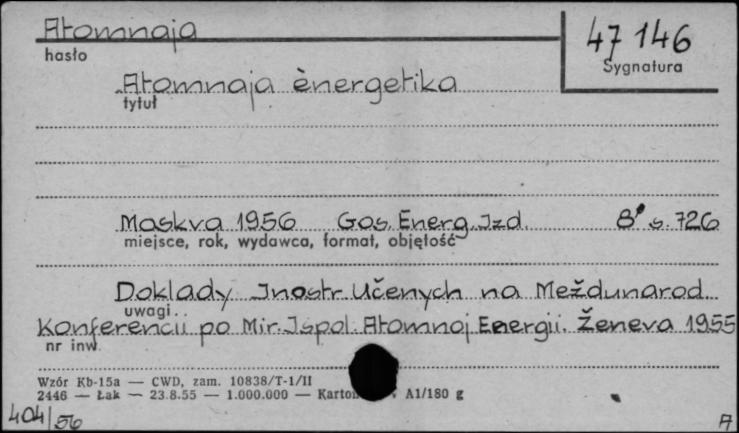 Atomnaja
hasło
47 146
Sygnatura
Atomnaja ènergetika
tytuł
Moskva 1956 Gos. Energ. Izd. 8° s. 726
miejsce, rok, wydawca, format, objętość
Doklady Inostr. Učenych na Meždunarod.
uwagi
Konferencii po Mir. Ispol. Atomnoj Energii. Ženeva 1955
nr inw.
Wzór Kb-15a — CWD, zam. 10838/T-1/II
2446 — Łak — 23.8.55 — 1.000.000 — A1/180 g
404/56
A